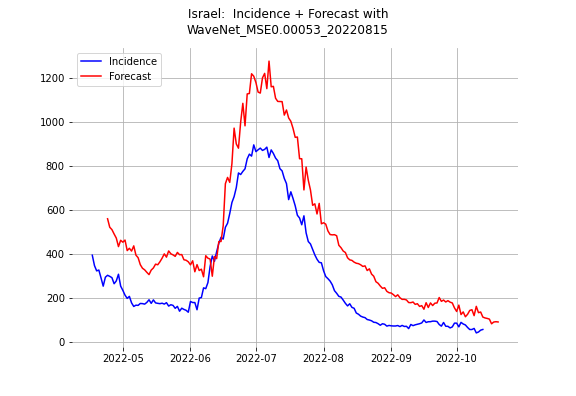 Israel:  Incidence + Forecast with
WaveNet_MSE0.00053_20220815
Incidence
Forecast
1200
1000
800
600
400
200
0
2022-05 2022-06 2022-07 2022-08 2022-09 2022-10